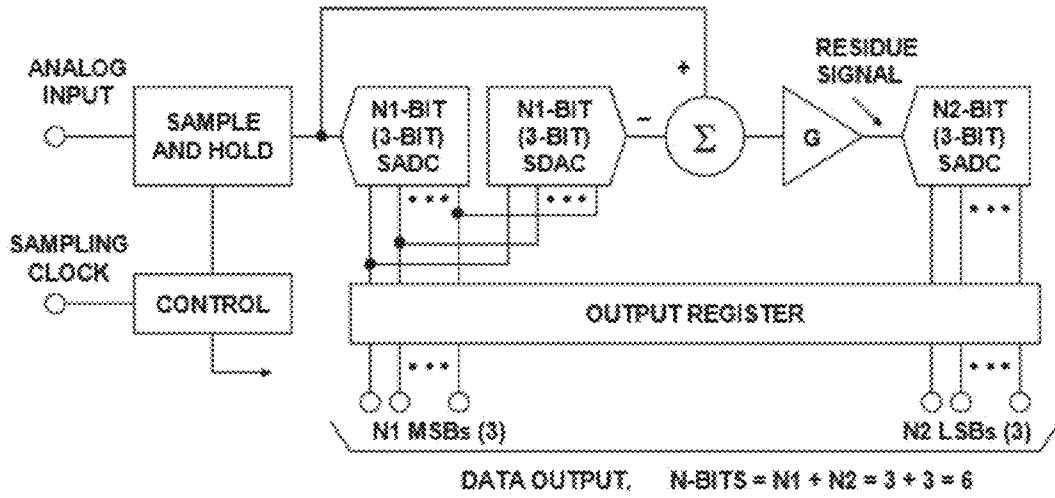 ANALOG
INPUT
SAMPLE
AND HOLD
SAMPLING
CLOCK
CONTROL
N1-BIT
(3-BIT)
SADC
N1-BIT
(3-BIT)
SDAC
+
–
Σ
G
RESIDUE
SIGNAL
N2-BIT
(3-BIT)
SADC
OUTPUT REGISTER
N1 MSBs (3)
N2 LSBs (3)
DATA OUTPUT, N-BITS = N1 + N2 = 3 + 3 = 6